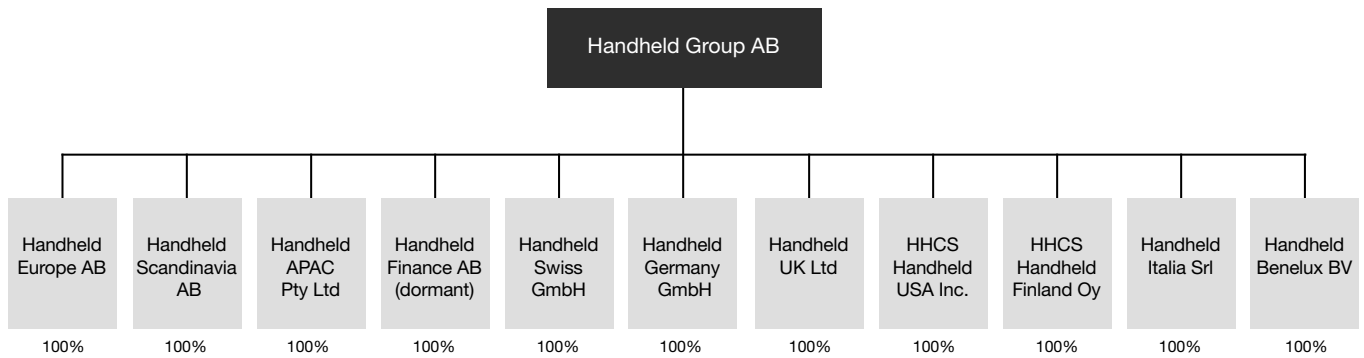 Handheld Group AB
Handheld
Europe AB
Handheld
Scandinavia
AB
Handheld
APAC
Pty Ltd
Handheld
Finance AB
(dormant)
Handheld
Swiss
GmbH
Handheld
Germany
GmbH
Handheld
UK Ltd
HHCS
Handheld
USA Inc.
HHCS
Handheld
Finland Oy
Handheld
Italia Srl
Handheld
Benelux BV
100%
100%
100%
100%
100%
100%
100%
100%
100%
100%
100%